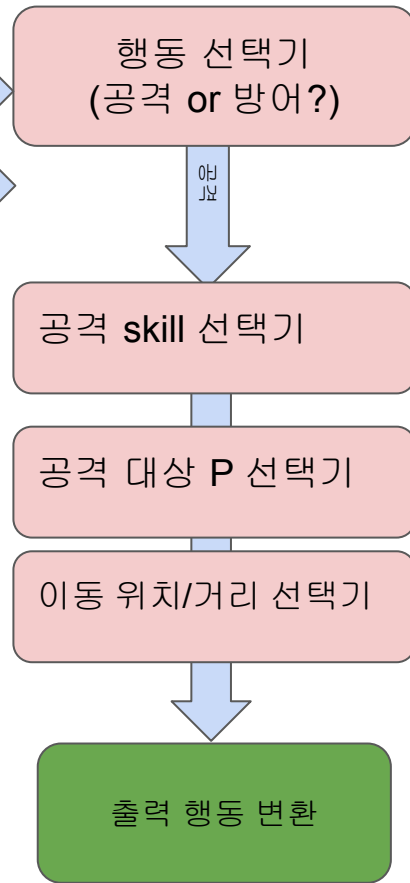 행동 선택기
(공격 or 방어?)
공격
공격 skill 선택기
공격 대상 P 선택기
이동 위치/거리 선택기
출력 행동 변환